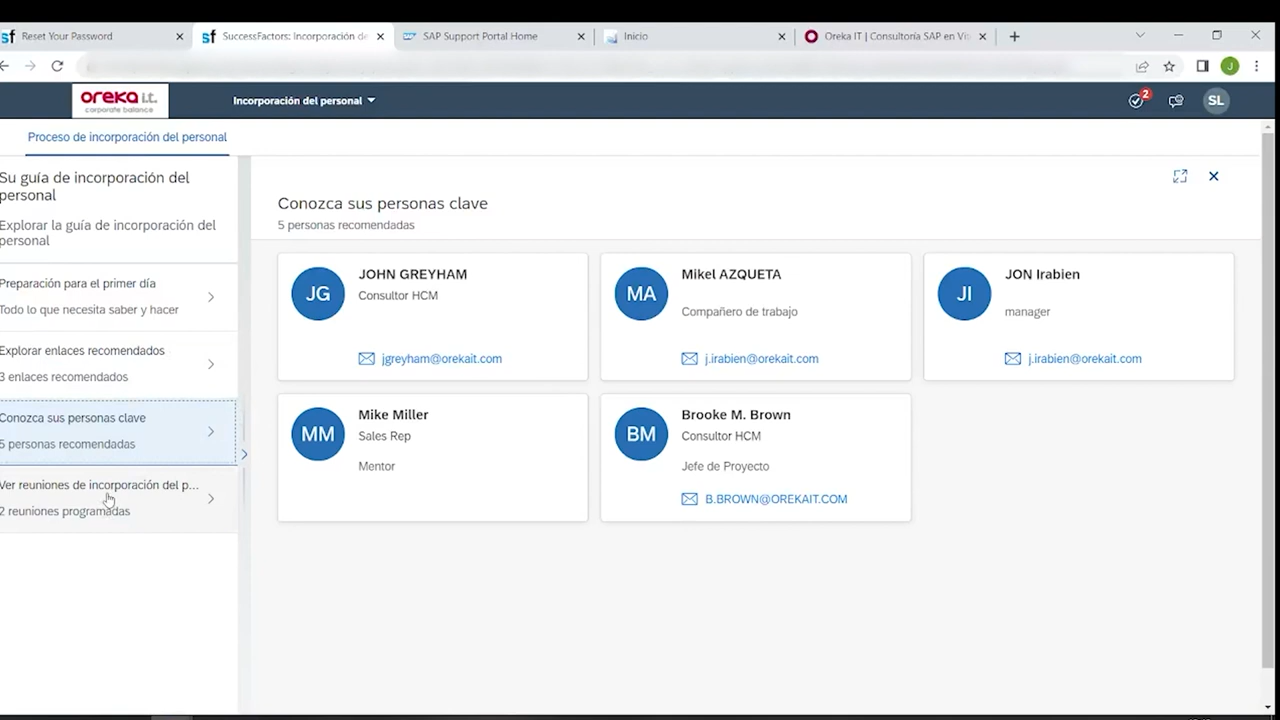 sf Reset Your Password
sf SuccessFactors: Incorporación de
SAP SAP Support Portal Home
Inicio
Oreka IT | Consultoría SAP en Vi
J
oreka i.t.
corporate balance
Incorporación del personal
2
SL
Proceso de incorporación del personal
Su guía de incorporación del
personal
Explorar la guía de incorporación del
personal
Preparación para el primer día
Todo lo que necesita saber y hacer
Explorar enlaces recomendados
3 enlaces recomendados
Conozca sus personas clave
5 personas recomendadas
Ver reuniones de incorporación del p...
2 reuniones programadas
Conozca sus personas clave
5 personas recomendadas
JG
JOHN GREYHAM
Consultor HCM
jgreyham@orekait.com
MA
Mikel AZQUETA
Compañero de trabajo
j.irabien@orekait.com
JI
JON Irabien
manager
j.irabien@orekait.com
MM
Mike Miller
Sales Rep
Mentor
BM
Brooke M. Brown
Consultor HCM
Jefe de Proyecto
B.BROWN@OREKAIT.COM